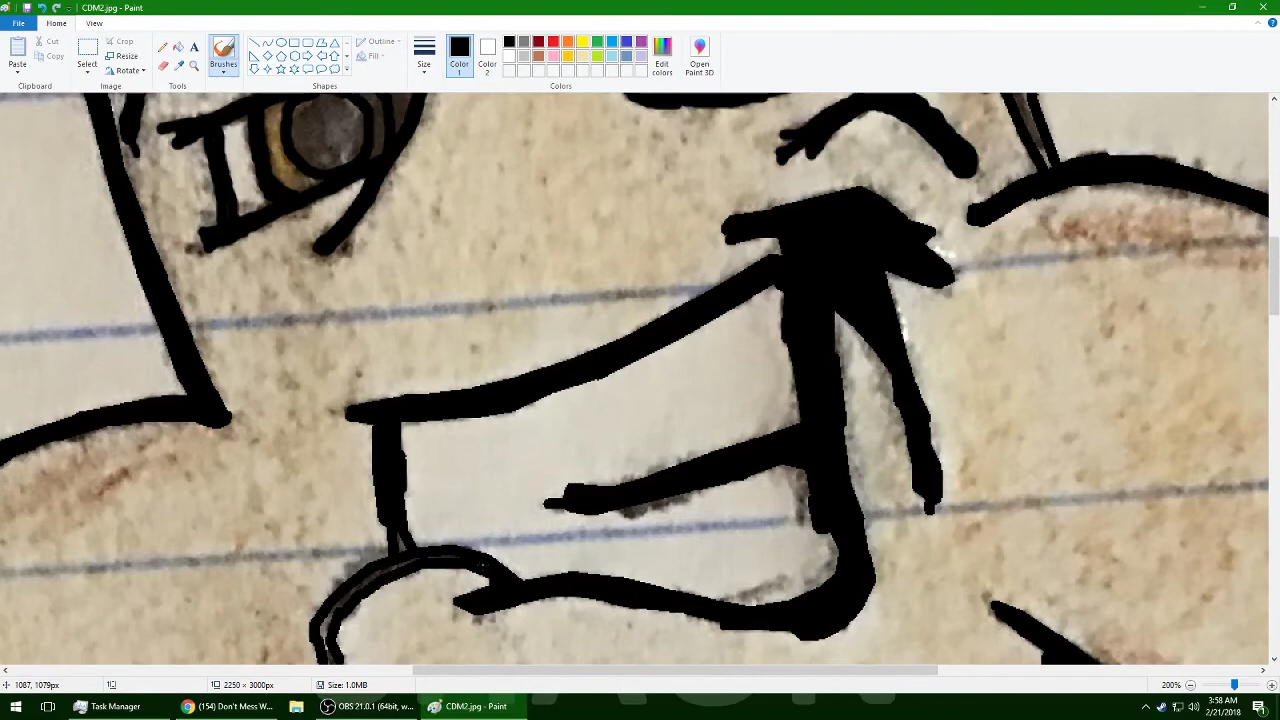 CDM2.jpg - Paint
File Home View
Paste Cut Copy Select Crop Resize Rotate Brushes Outline Fill Size Color 1 Color 2 Edit colors Open Paint 3D
Clipboard Image Tools Shapes Colors
1087, 1079px 2250 × 3000px Size: 1.0MB 200%
Task Manager (154) Don't Mess W... OBS 21.0.1 (64bit, w... CDM2.jpg - Paint 3:58 AM
2/21/2018